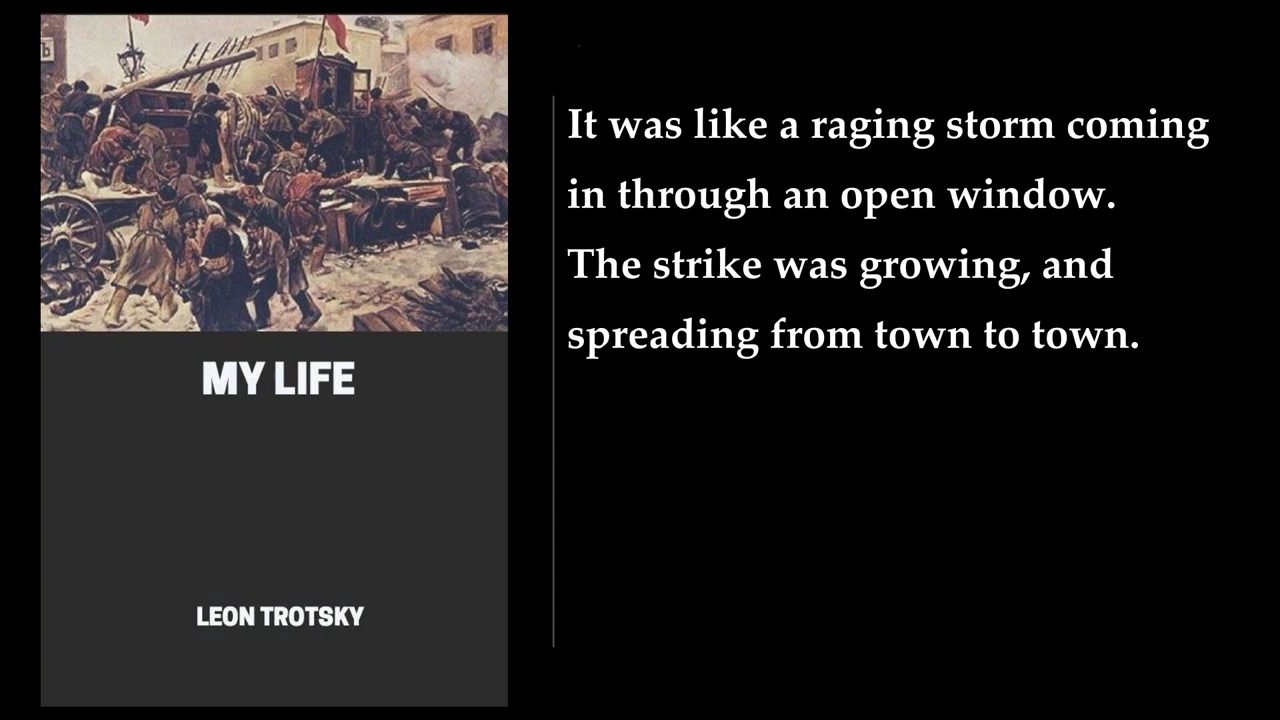 MY LIFE
LEON TROTSKY
It was like a raging storm coming
in through an open window.
The strike was growing, and
spreading from town to town.